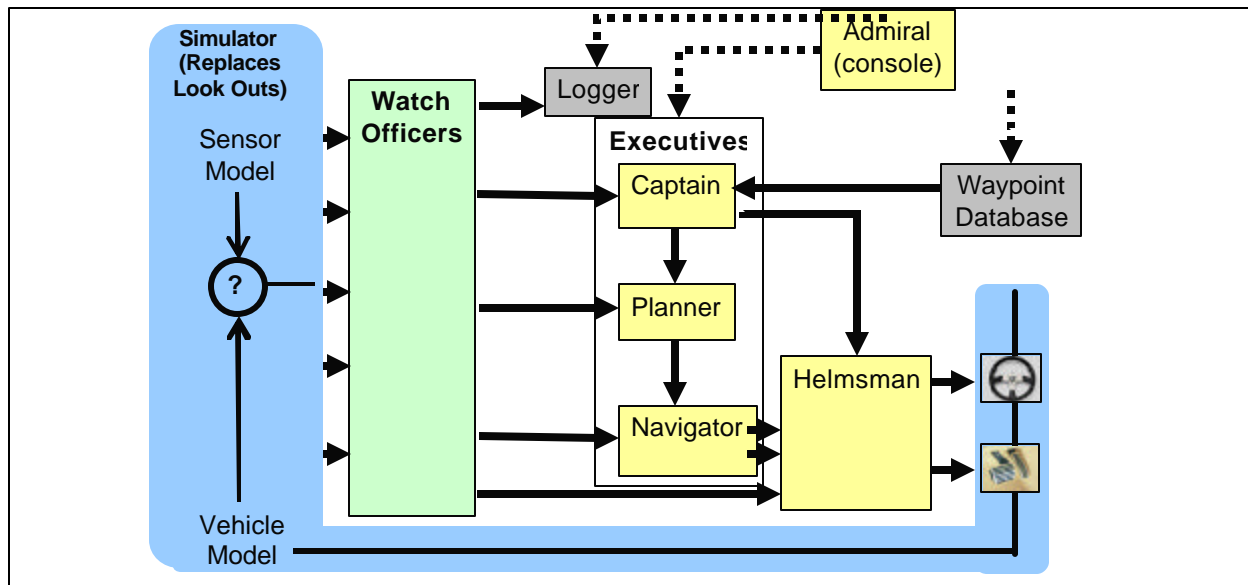 Simulator
(Replaces
Look Outs)
Sensor
Model
?
Vehicle
Model
Watch
Officers
Logger
Admiral
(console)
Executives
Captain
Planner
Navigator
Waypoint
Database
Helmsman